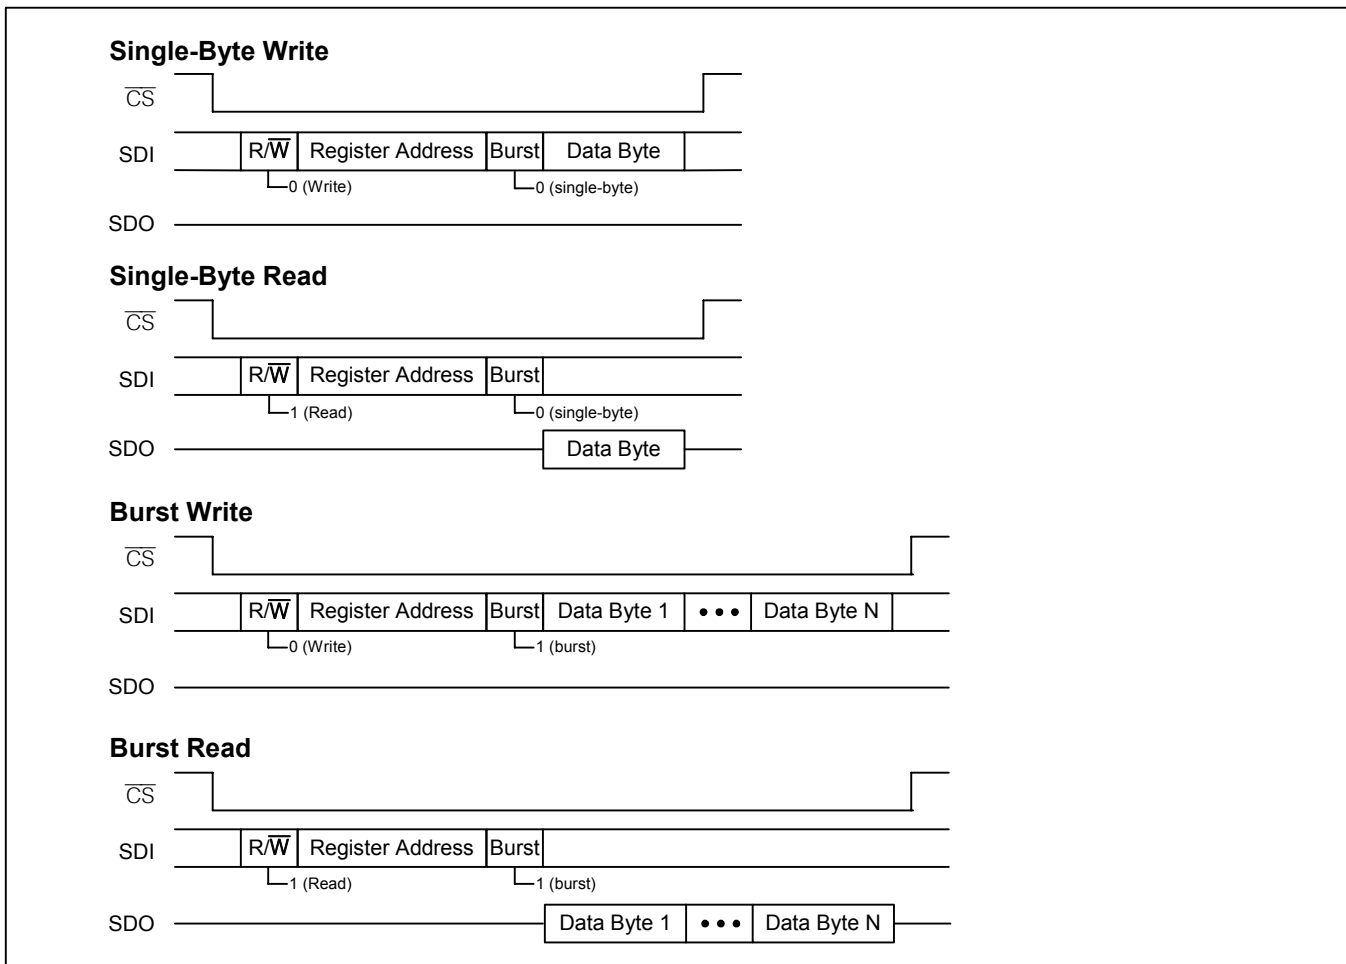 Single-Byte Write
CS
SDI R/W Register Address Burst Data Byte
0 (Write) 0 (single-byte)
SDO
Single-Byte Read
CS
SDI R/W Register Address Burst
1 (Read) 0 (single-byte)
SDO Data Byte
Burst Write
CS
SDI R/W Register Address Burst Data Byte 1 ••• Data Byte N
0 (Write) 1 (burst)
SDO
Burst Read
CS
SDI R/W Register Address Burst
1 (Read) 1 (burst)
SDO Data Byte 1 ••• Data Byte N